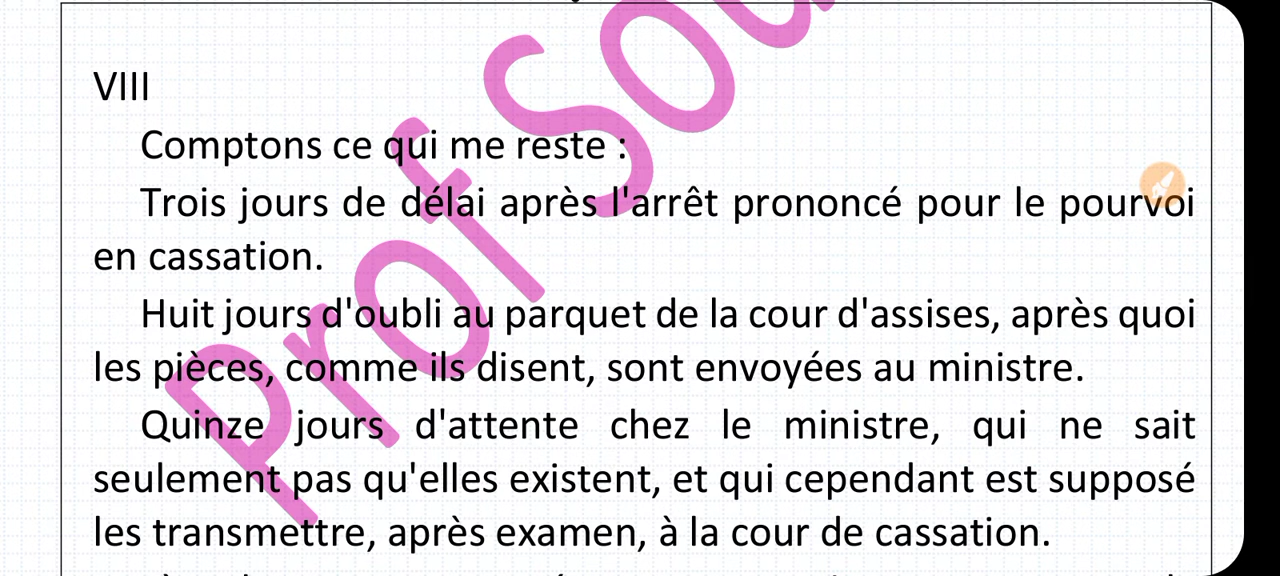 VIII
Comptons ce qui me reste :
Trois jours de délai après l'arrêt prononcé pour le pourvoi
en cassation.
Huit jours d'oubli au parquet de la cour d'assises, après quoi
les pièces, comme ils disent, sont envoyées au ministre.
Quinze jours d'attente chez le ministre, qui ne sait
seulement pas qu'elles existent, et qui cependant est supposé
les transmettre, après examen, à la cour de cassation.
Prof